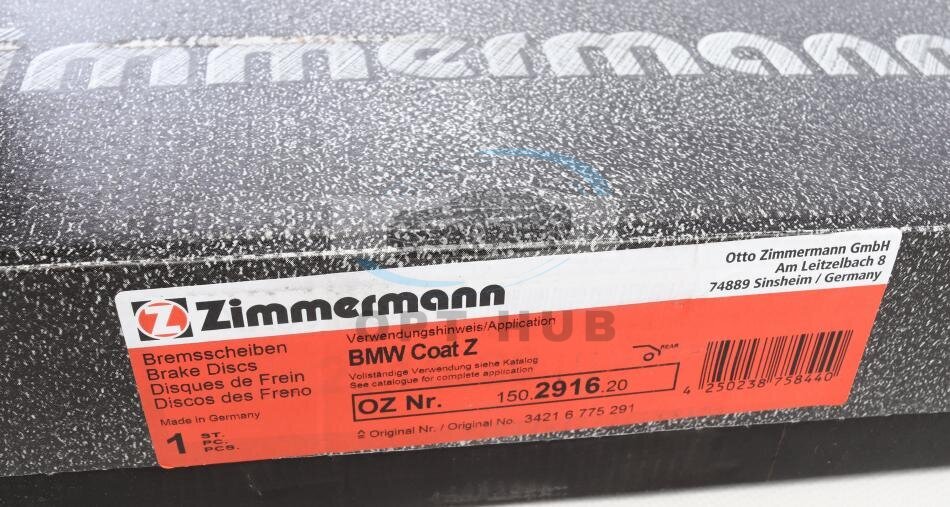 Zimmermann
Otto Zimmermann GmbH
Am Leitzelbach 8
74889 Sinsheim / Germany
Zimmermann
Bremsscheiben
Brake Discs
Disques de Frein
Discos des Freno
Made in Germany
1 ST.
PC.
PCS.
Verwendungshinweis/Application
BMW Coat Z
Vollständige Verwendung siehe Katalog
See catalogue for complete application
REAR
OZ Nr. 150.2916.20
Original Nr. / Original No. 3421 6 775 291
4 250238 758440
OPT HUB